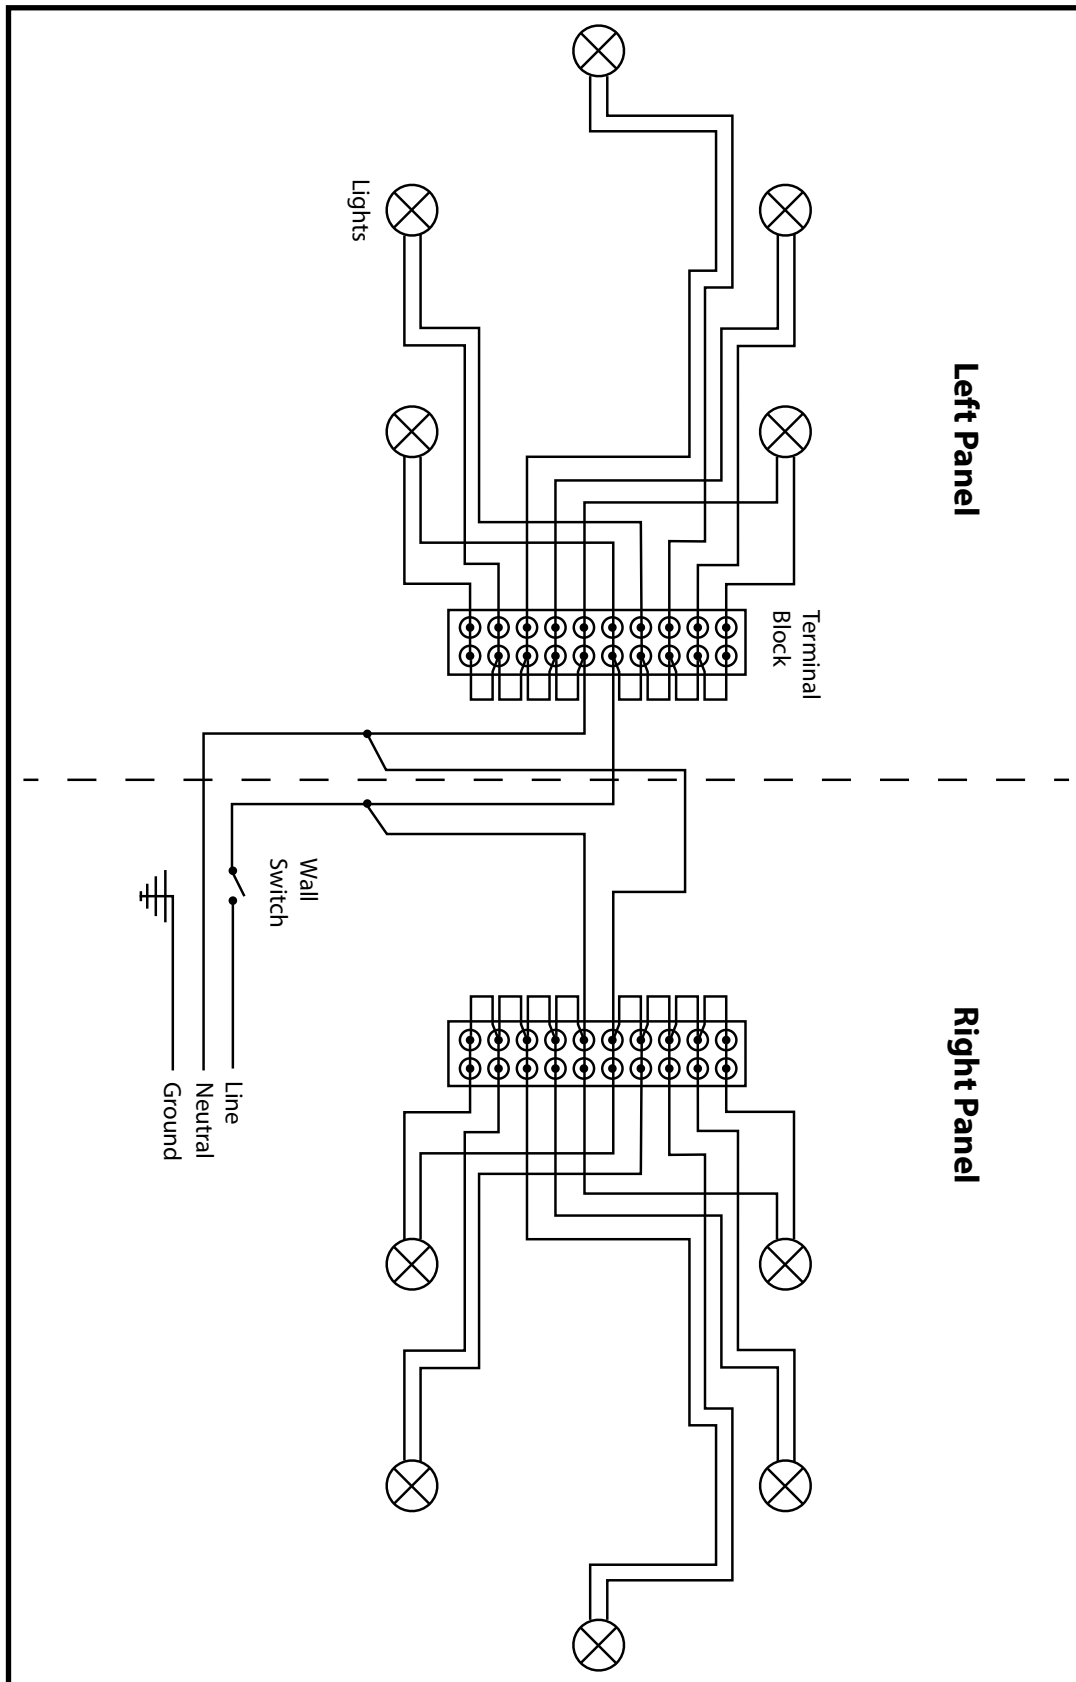 Left Panel
Right Panel
Terminal
Block
Lights
Wall
Switch
Line
Neutral
Ground